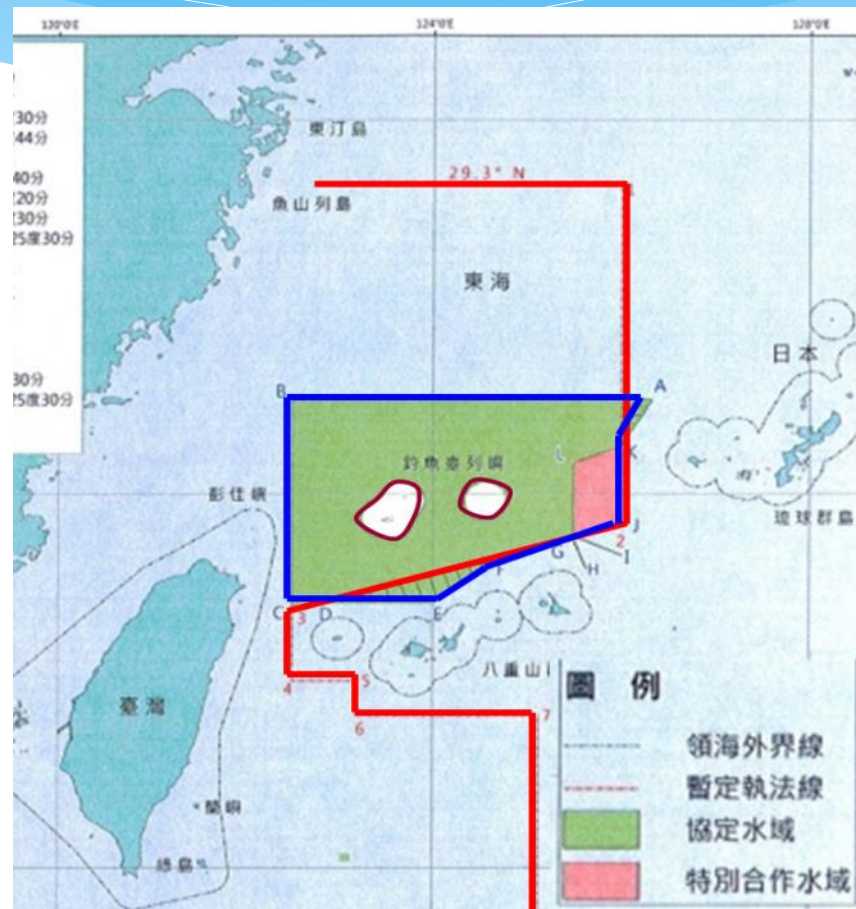 120°0'E
124°0'E
128°0'E
30分
44分
東汀島
40分
29.3° N
1
20分
30分
魚山列島
25度30分
東海
日本
30分
25度30分
B
A
K
L
釣魚臺列嶼
彭佳嶼
琉球群島
J
2
G
I
H
F
C
3
D
E
4
5
八重山
6
7
臺灣
蘭嶼
綠島
圖 例
領海外界線
暫定執法線
協定水域
特別合作水域